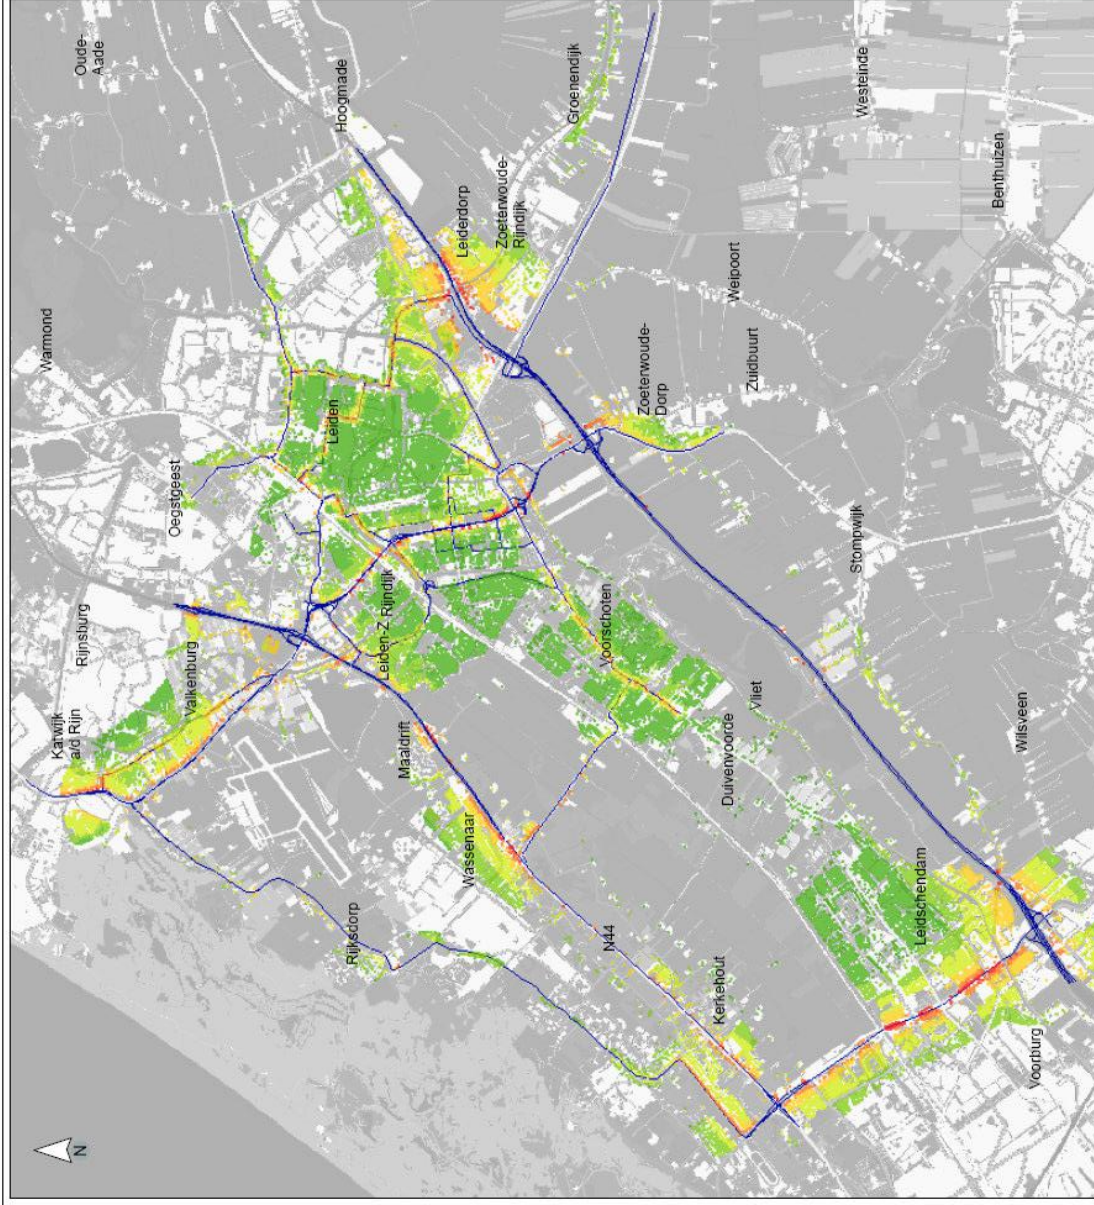 Oude-
Aade
Hoogmade
Groenendijk
Westeinde
Benthuizen
Leiderdorp
Zoeterwoude-
Rijndijk
Weipoort
Warmond
Zuidbuurt
Zoeterwoude-
Dorp
Leiden
Oegstgeest
Stompwijk
Rijnsburg
Leiden-Z Rijndijk
Valkenburg
Voorschoten
Katwijk
a/d Rijn
Vliet
Wilsveen
Maaldrift
Duivenvoorde
Wassenaar
Leidschendam
Rijksdorp
N44
Kerkehout
Voorburg
N